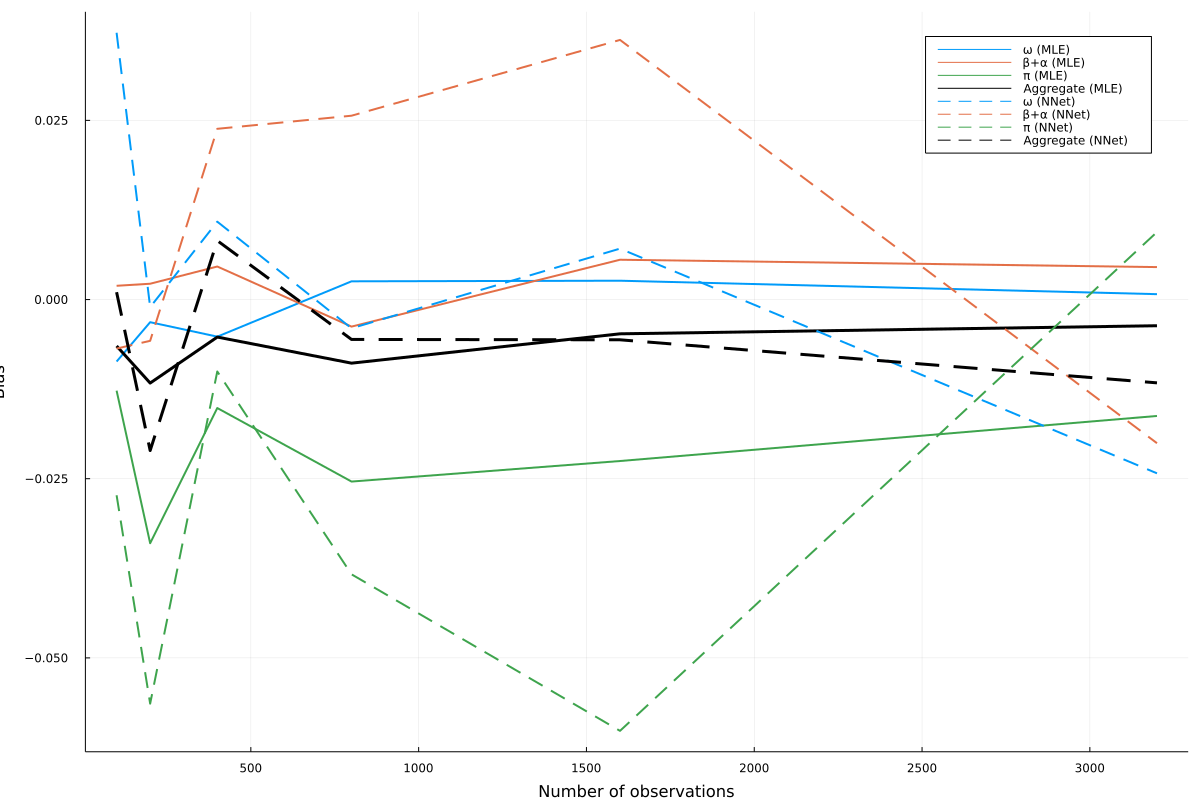 ω (MLE)
β+α (MLE)
π (MLE)
Aggregate (MLE)
ω (NNet)
β+α (NNet)
π (NNet)
Aggregate (NNet)
0.025
0.000
−0.025
−0.050
500
1000
1500
2000
2500
3000
Number of observations